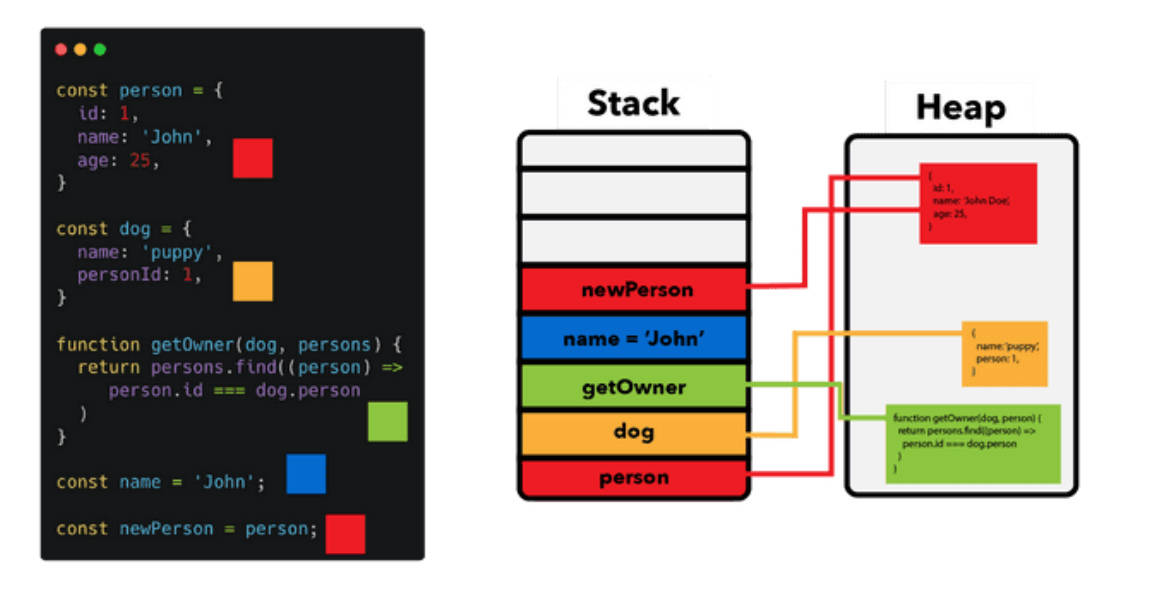 const person = {
id: 1,
name: 'John',
age: 25,
}
const dog = {
name: 'puppy',
personId: 1,
}
function getOwner(dog, persons) {
return persons.find((person) =>
person.id === dog.person
)
}
const name = 'John';
const newPerson = person;
Stack
newPerson
name = 'John'
getOwner
dog
person
Heap
{
id: 1,
name: 'John Doe',
age: 25,
}
{
name:'puppy',
person: 1,
}
function getOwner(dog, person) {
return persons.find((person) =>
person.id === dog.person
)
}